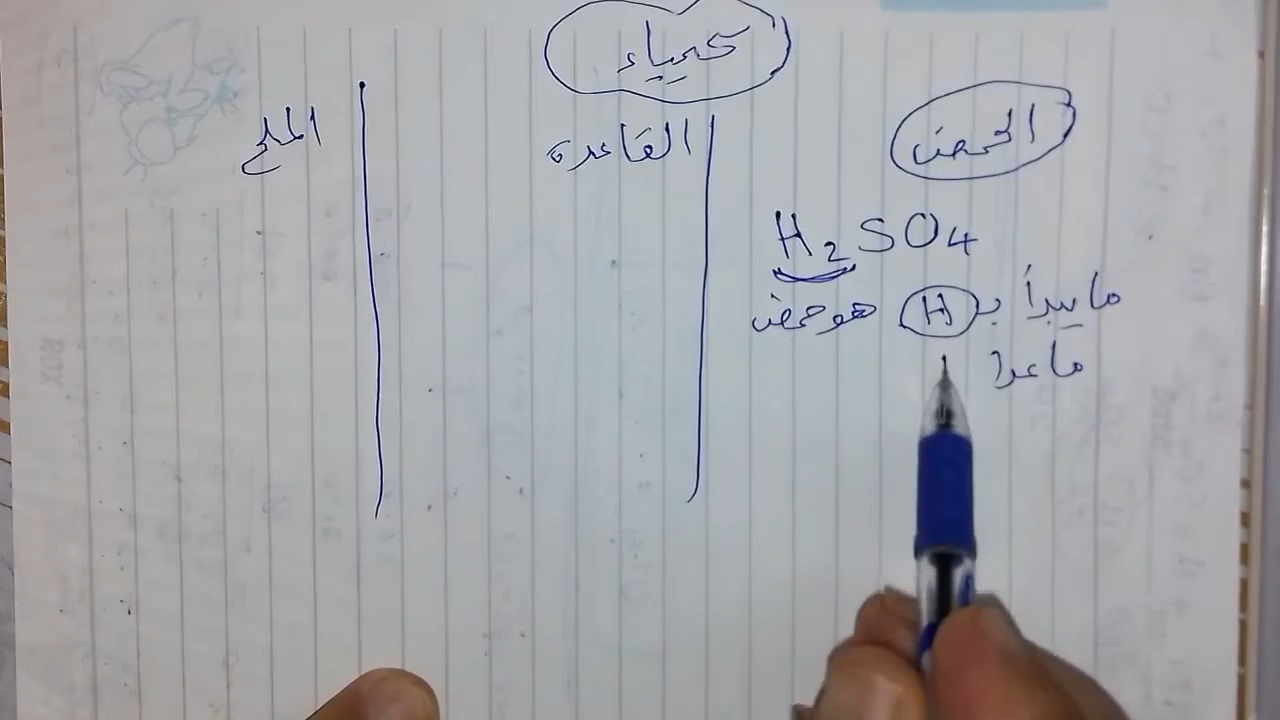 كيمياء
الحمض
القاعدة
الملح
H₂SO₄
ما يبدأ بـ H هو حمض
ما عدا